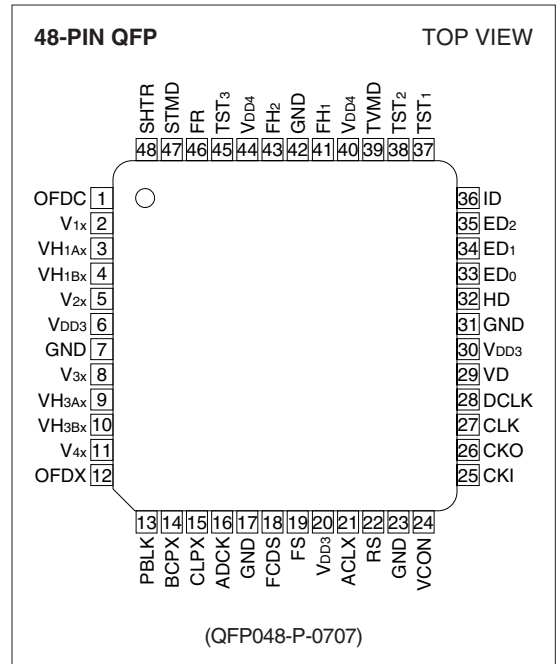 48-PIN QFP TOP VIEW
SHTR STMD FR TST3 VDD4 FH2 GND FH1 VDD4 TVMD TST2 TST1
48 47 46 45 44 43 42 41 40 39 38 37
OFDC 1 36 ID
V1X 2 35 ED2
VH1AX 3 34 ED1
VH1BX 4 33 ED0
V2X 5 32 HD
VDD3 6 31 GND
GND 7 30 VDD3
V3X 8 29 VD
VH3AX 9 28 DCLK
VH3BX 10 27 CLK
V4X 11 26 CKO
OFDX 12 25 CKI
13 14 15 16 17 18 19 20 21 22 23 24
PBLK BCPX CLPX ADCK GND FCDS FS VDD3 ACLX RS GND VCON
(QFP048-P-0707)